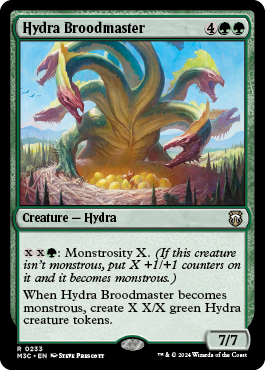 Hydra Broodmaster 4
Creature — Hydra
X X : Monstrosity X. (If this creature
isn't monstrous, put X +1/+1 counters on
it and it becomes monstrous.)
When Hydra Broodmaster becomes
monstrous, create X X/X green Hydra
creature tokens.
7/7
R 0233
M3C • EN Steve Prescott
™ & © 2024 Wizards of the Coast